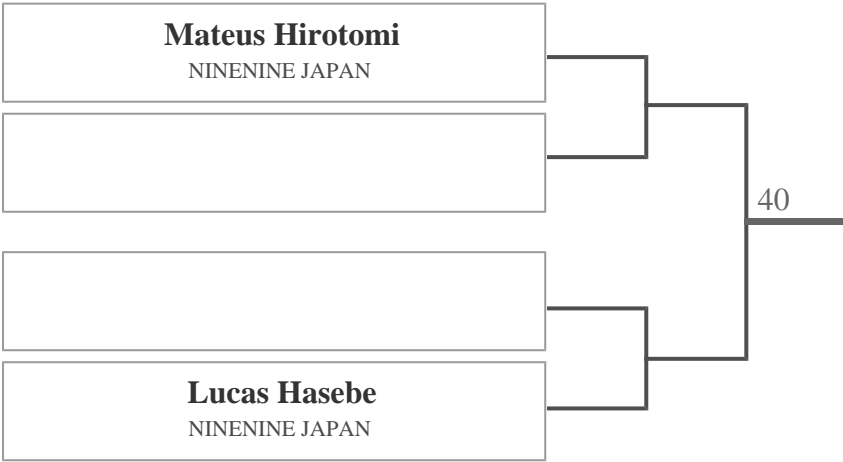 Mateus Hirotomi
NINENINE JAPAN
40
Lucas Hasebe
NINENINE JAPAN